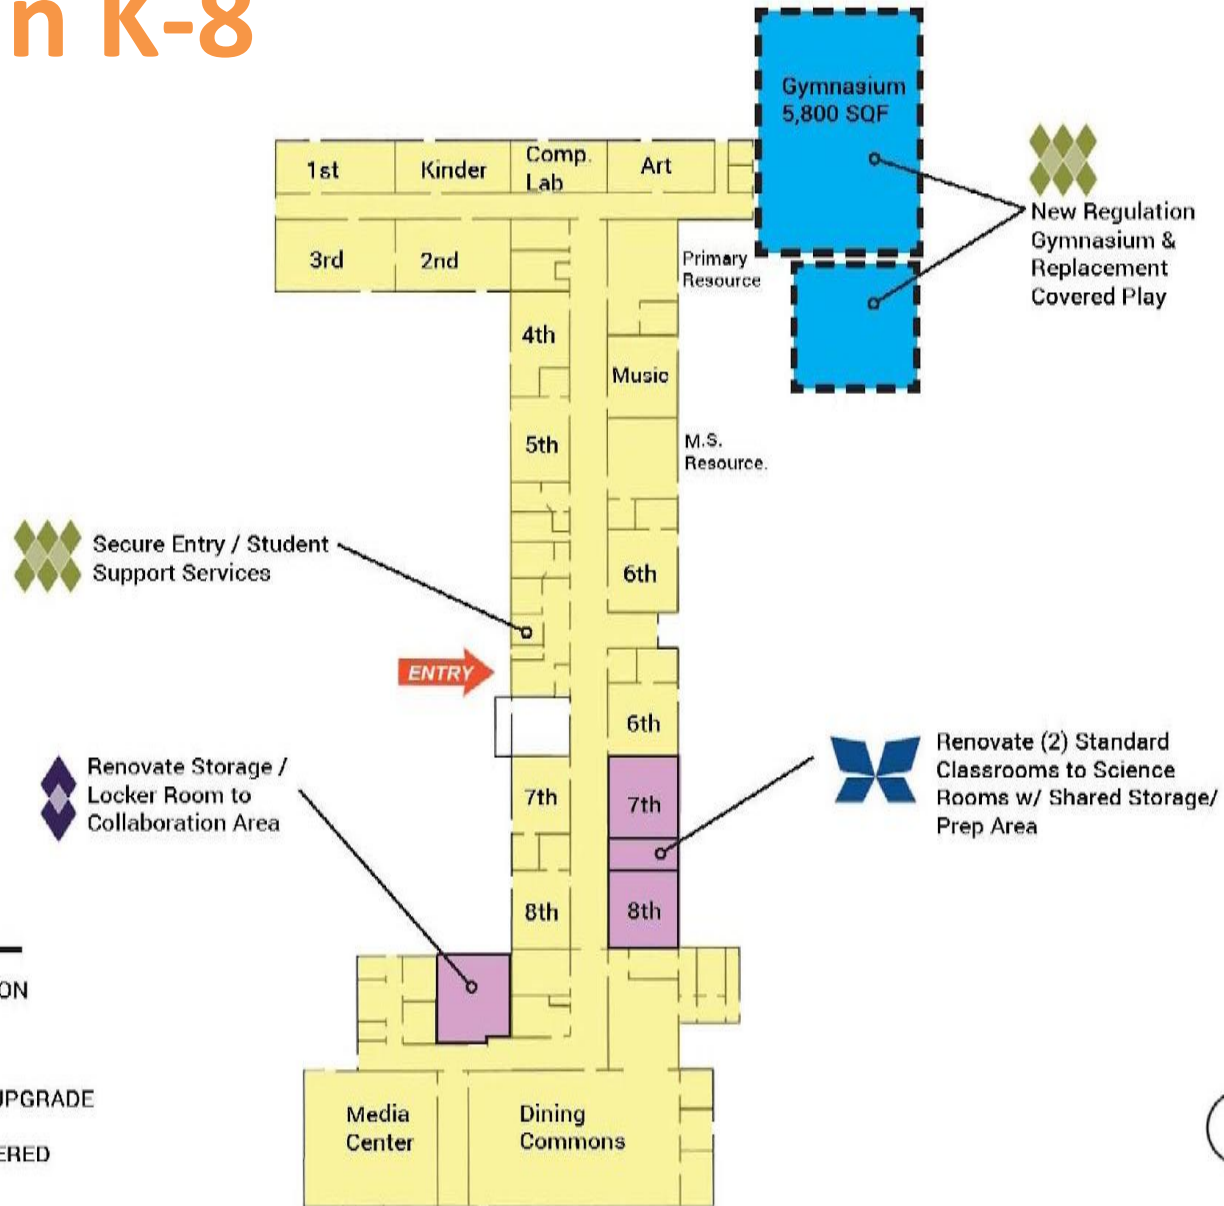 n K-8
Gymnasium
5,800 SQF
1st
Kinder
Comp.
Lab
Art
New Regulation
Gymnasium &
Replacement
Covered Play
3rd
2nd
Primary
Resource
4th
Music
5th
M.S.
Resource.
Secure Entry / Student
Support Services
6th
ENTRY
6th
Renovate (2) Standard
Classrooms to Science
Rooms w/ Shared Storage/
Prep Area
Renovate Storage /
Locker Room to
Collaboration Area
7th
7th
8th
8th
ON
UPGRADE
ERED
Media
Center
Dining
Commons